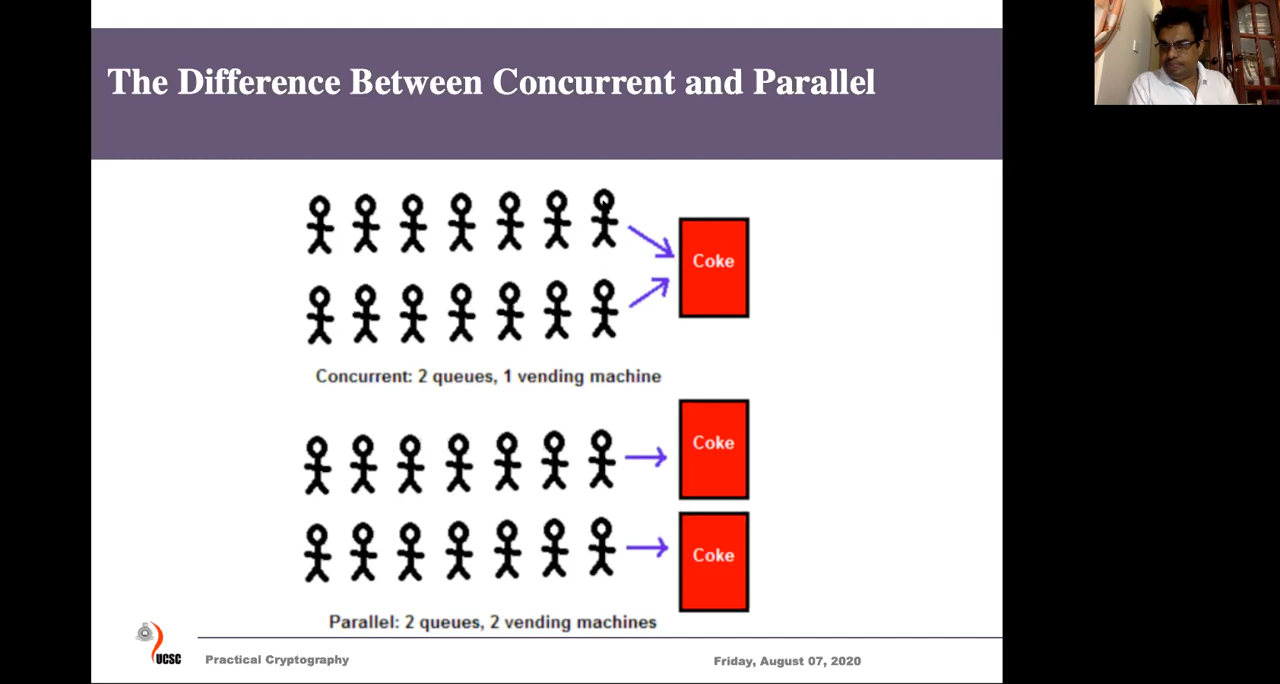 The Difference Between Concurrent and Parallel
Coke
Concurrent: 2 queues, 1 vending machine
Coke
Coke
Parallel: 2 queues, 2 vending machines
UCSC
Practical Cryptography
Friday, August 07, 2020